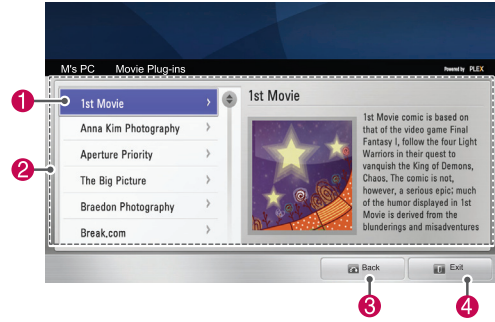 M's PC Movie Plug-ins Powered by PLEX
1
2
1st Movie
Anna Kim Photography
Aperture Priority
The Big Picture
Braedon Photography
Break.com
1st Movie
1st Movie comic is based on
that of the video game Final
Fantasy I, follow the four Light
Warriors in their quest to
vanquish the King of Demons,
Chaos. The comic is not,
however, a serious epic; much
of the humor displayed in 1st
Movie is derived from the
blunderings and misadventures
Back
Exit
3
4